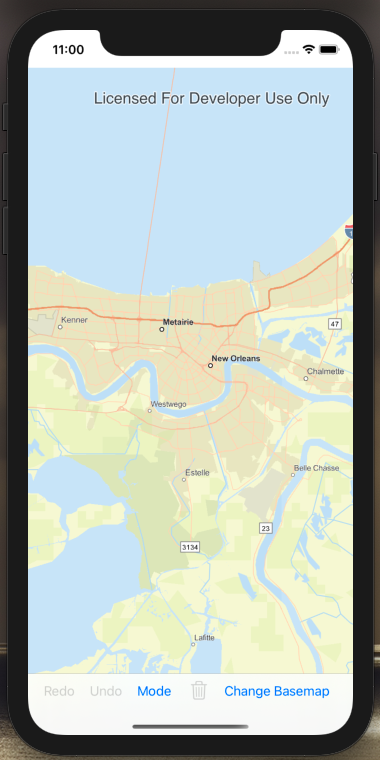 11:00
Licensed For Developer Use Only
1
47
Kenner
Metairie
New Orleans
Chalmette
Westwego
Estelle
Belle Chasse
23
3134
Lafitte
Redo Undo Mode Change Basemap